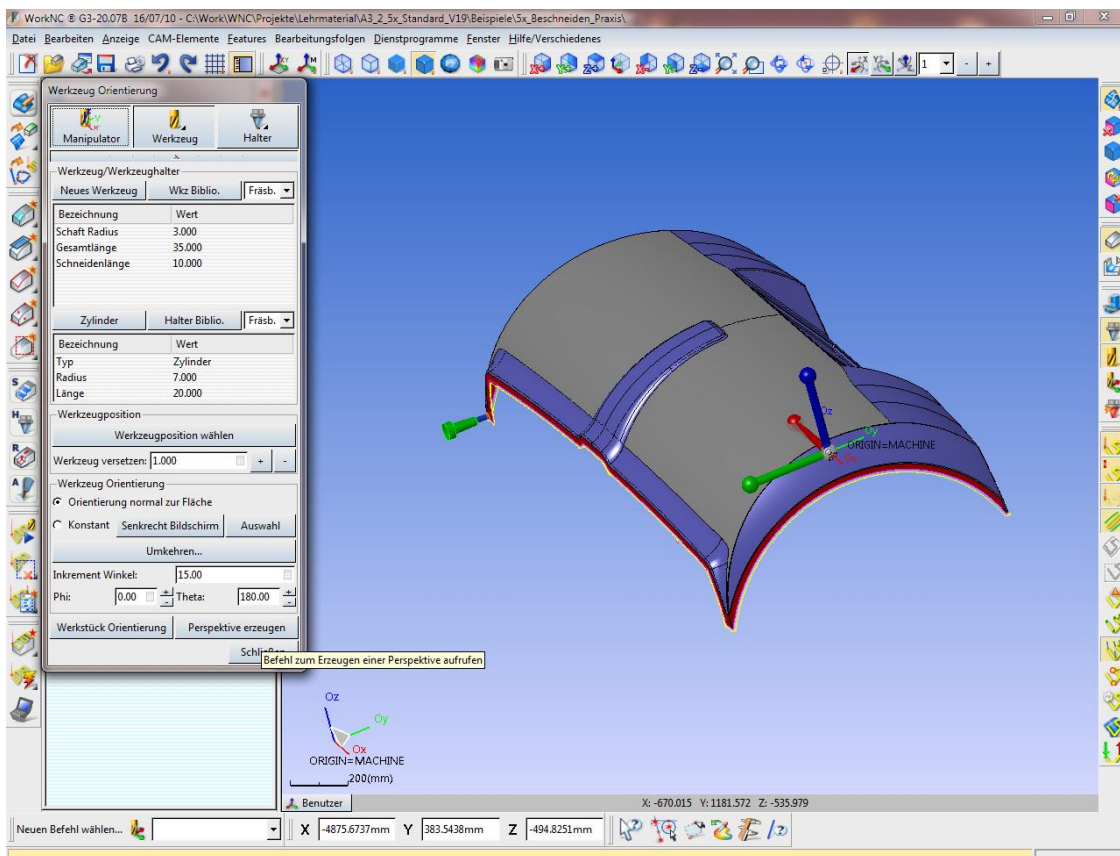 WorkNC ® G3-20.07B 16/07/10 - C:\Work\WNC\Projekte\Lehrmaterial\A3_2_5x_Standard_V19\Beispiele\5x_Beschneiden_Praxis\
Datei Bearbeiten Anzeige CAM-Elemente Features Bearbeitungsfolgen Dienstprogramme Fenster Hilfe/Verschiedenes
1 - +
Werkzeug Orientierung
Manipulator Werkzeug Halter
Werkzeug/Werkzeughalter
Neues Werkzeug Wkz Biblio. Fräsb.
Bezeichnung Wert
Schaft Radius 3.000
Gesamtlänge 35.000
Schneidenlänge 10.000
Zylinder Halter Biblio. Fräsb.
Bezeichnung Wert
Typ Zylinder
Radius 7.000
Länge 20.000
Werkzeugposition
Werkzeugposition wählen
Werkzeug versetzen: 1.000 + -
Werkzeug Orientierung
Orientierung normal zur Fläche
Konstant Senkrecht Bildschirm Auswahl
Umkehren...
Inkrement Winkel: 15.00
Phi: 0.00 + - Theta: 180.00 + -
Werkstück Orientierung Perspektive erzeugen
Befehl zum Erzeugen einer Perspektive aufrufen
Oz
Oy
ORIGIN=MACHINE
Ox
Oz
Oy
Ox
ORIGIN=MACHINE
200(mm)
Benutzer X: -670.015 Y: 1181.572 Z: -535.979
Neuen Befehl wählen... X -4875.6737mm Y 383.5438mm Z -494.8251mm